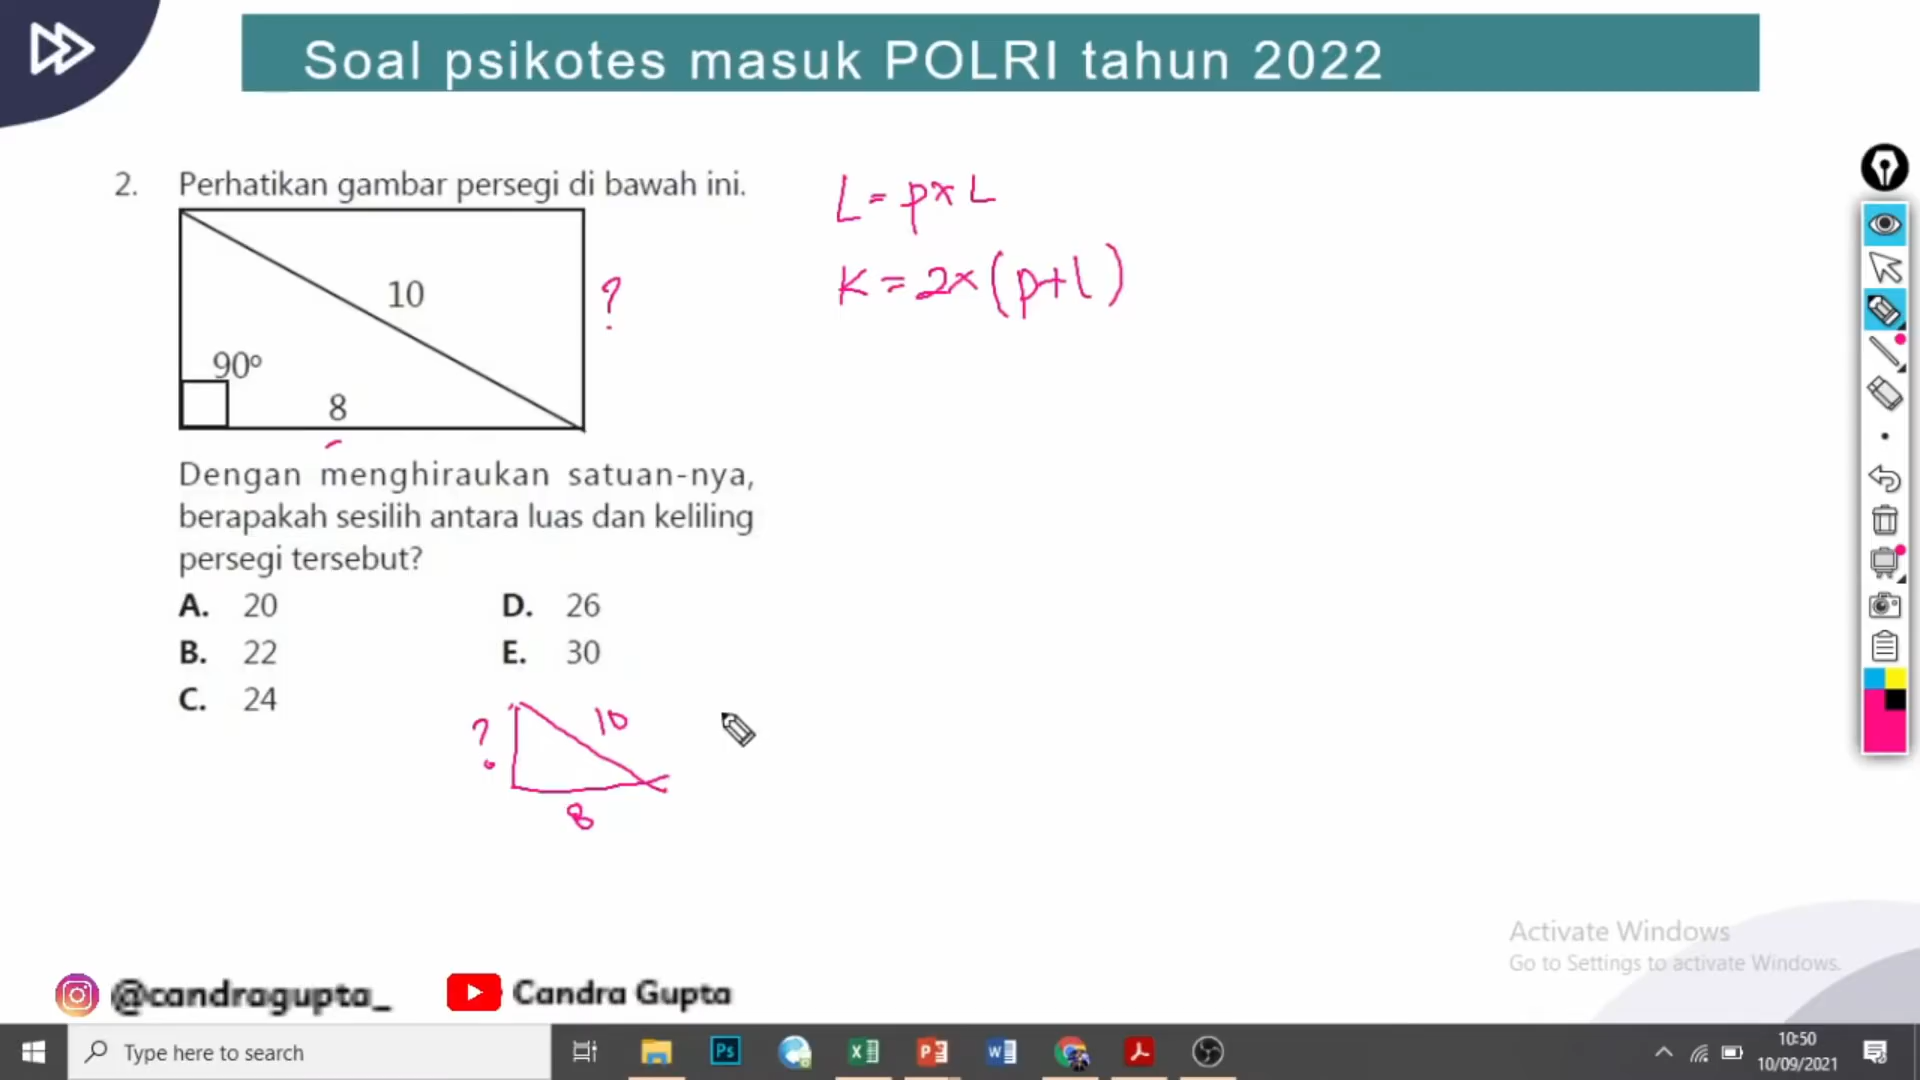 Soal psikotes masuk POLRI tahun 2022
2. Perhatikan gambar persegi di bawah ini.
10
?
90°
8
L = p x L
K = 2x (p+l)
Dengan menghiraukan satuan-nya,
berapakah sesilih antara luas dan keliling
persegi tersebut?
A. 20
B. 22
C. 24
D. 26
E. 30
?
10
8
Activate Windows
Go to Settings to activate Windows.
@candragupta_
Candra Gupta
Type here to search
Ps
10:50
10/09/2021